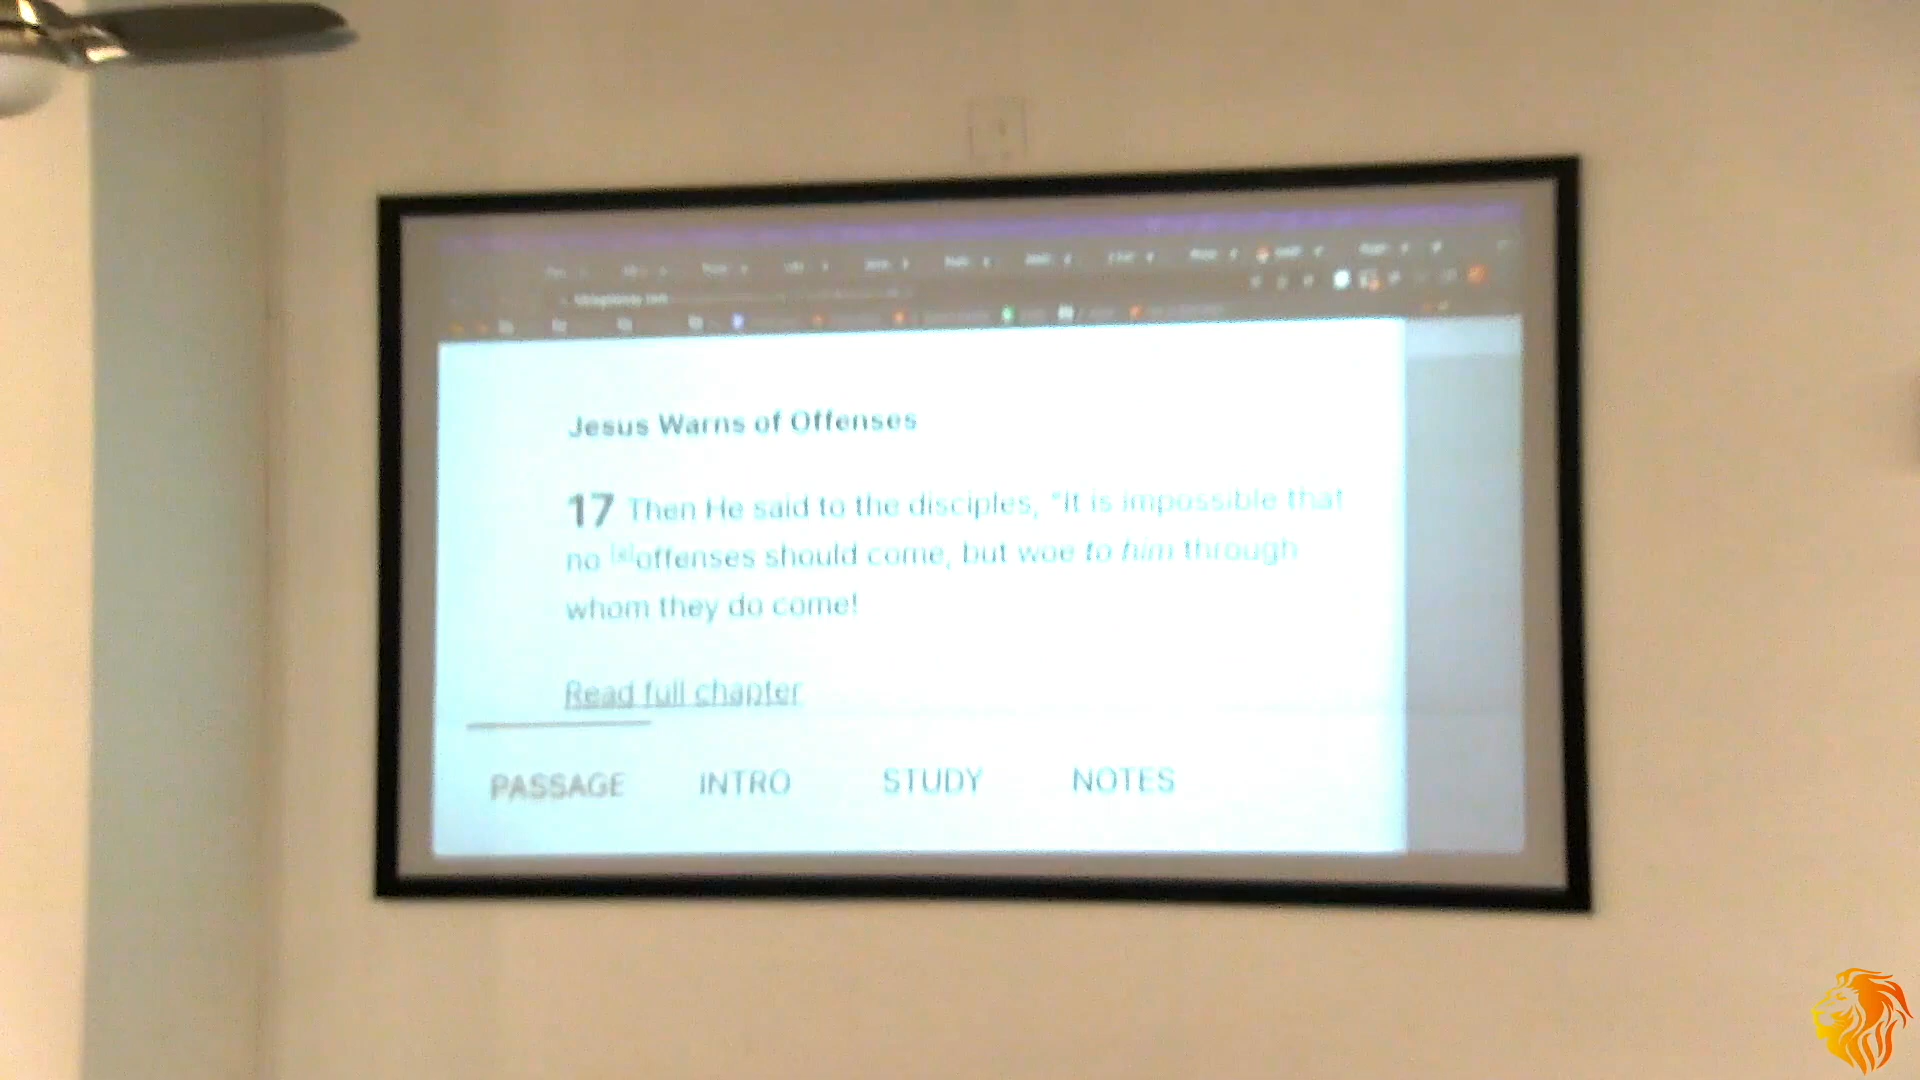 Jesus Warns of Offenses
17 Then He said to the disciples, "It is impossible that
no [a]offenses should come, but woe to him through
whom they do come!
Read full chapter
PASSAGE INTRO STUDY NOTES